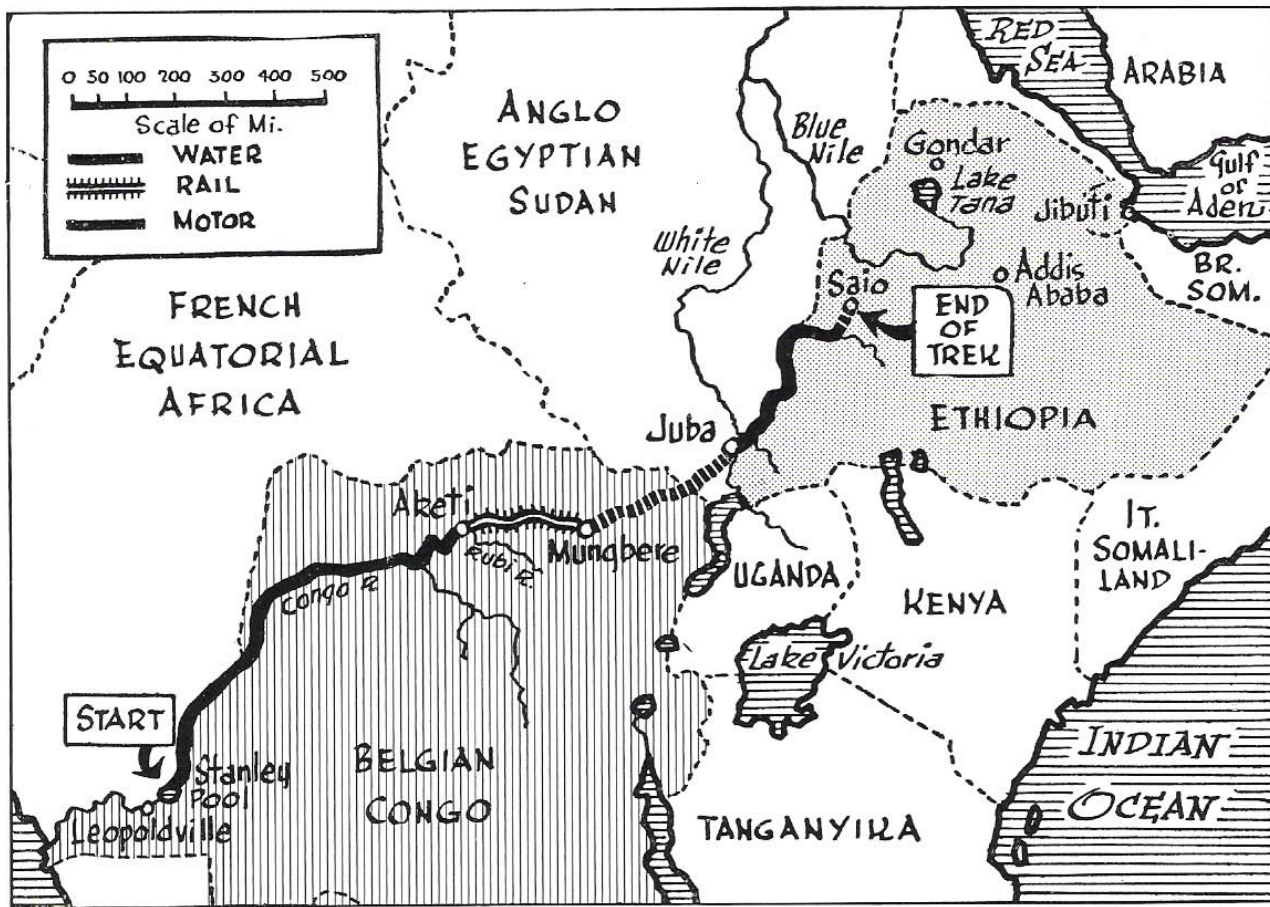 0 50 100 200 300 400 500
Scale of Mi.
WATER
RAIL
MOTOR
RED
SEA
ARABIA
ANGLO
EGYPTIAN
SUDAN
Blue
Nile
Gondar
Lake
Tana
Gulf
of
Aden
Jibuti
White
Nile
BR.
SOM.
Saio
Addis
Ababa
END
OF
TREK
FRENCH
EQUATORIAL
AFRICA
ETHIOPIA
Juba
Aketi
Rubi R.
Mungbere
IT.
SOMALI-
LAND
UGANDA
KENYA
Congo R
Lake Victoria
START
Stanley
Pool
Leopoldville
BELGIAN
CONGO
TANGANYIKA
INDIAN
OCEAN